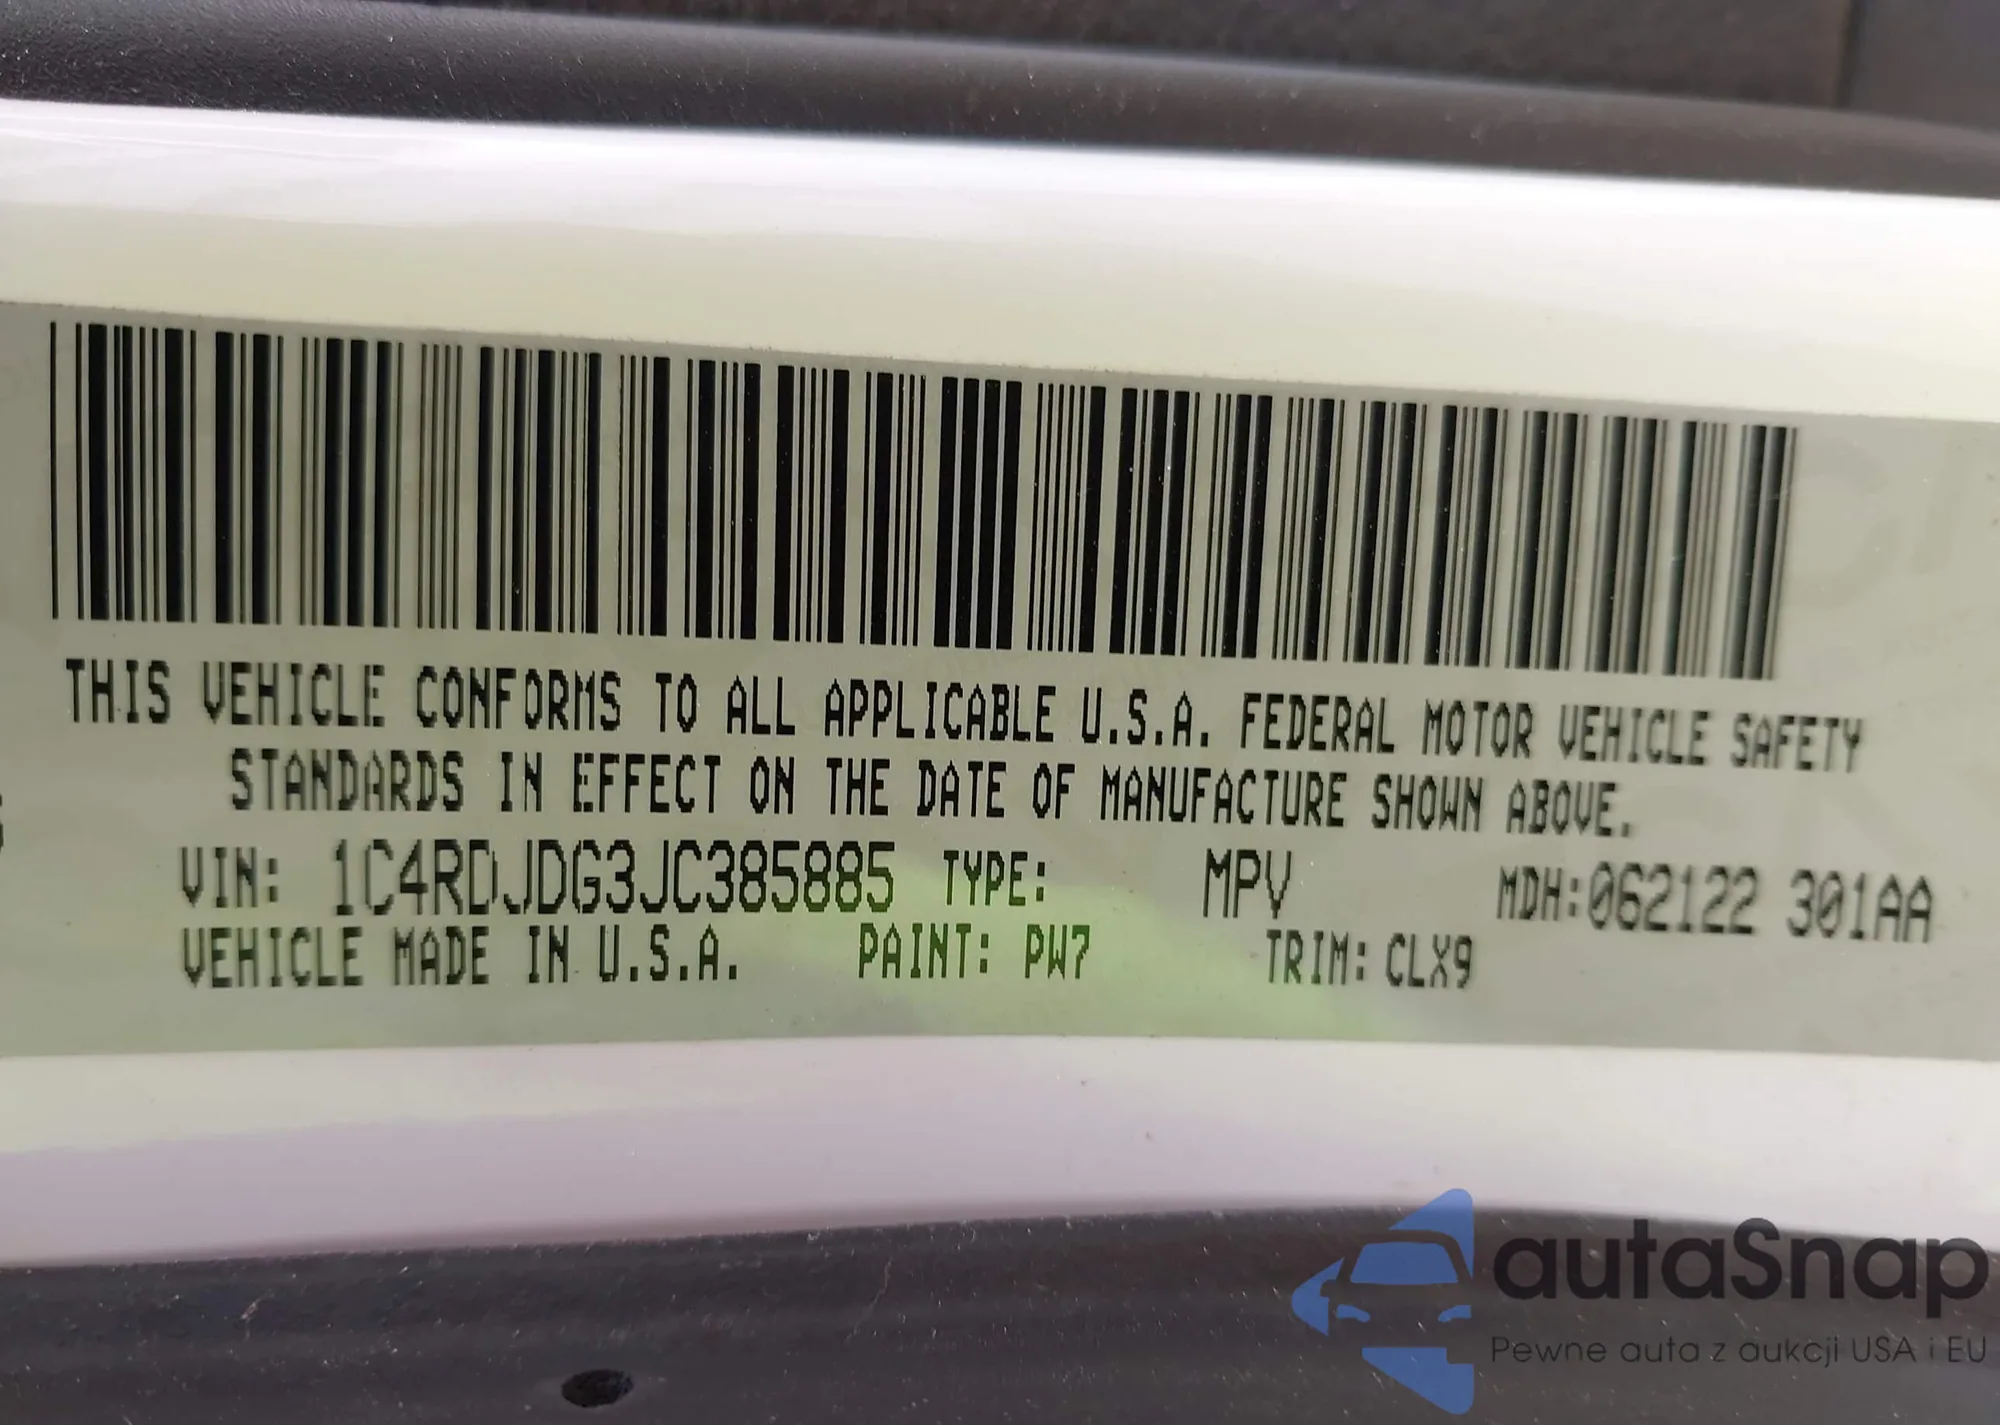 THIS VEHICLE CONFORMS TO ALL APPLICABLE U.S.A. FEDERAL MOTOR VEHICLE SAFETY
STANDARDS IN EFFECT ON THE DATE OF MANUFACTURE SHOWN ABOVE.
VIN: 1C4RDJDG3JC385885 TYPE: MPV MDH:062122 301AA
VEHICLE MADE IN U.S.A. PAINT: PW7 TRIM: CLX9
autaSnap
Pewne auta z aukcji USA i EU